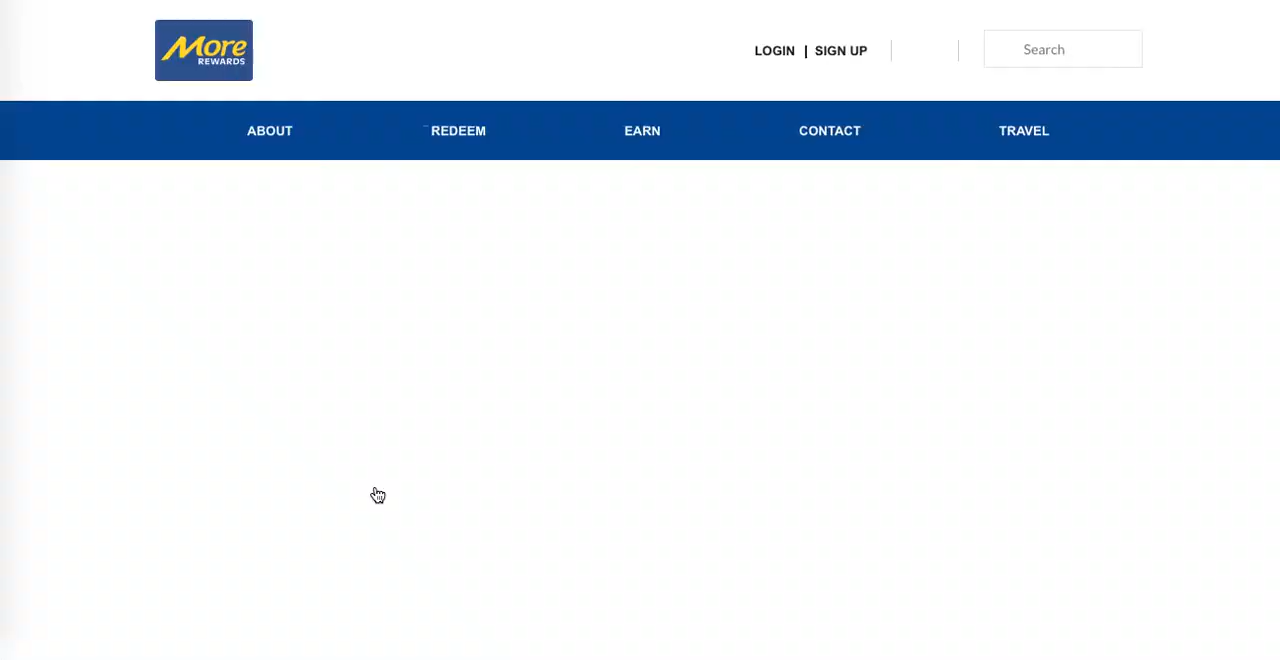 More
REWARDS
LOGIN | SIGN UP
Search
ABOUT REDEEM EARN CONTACT TRAVEL